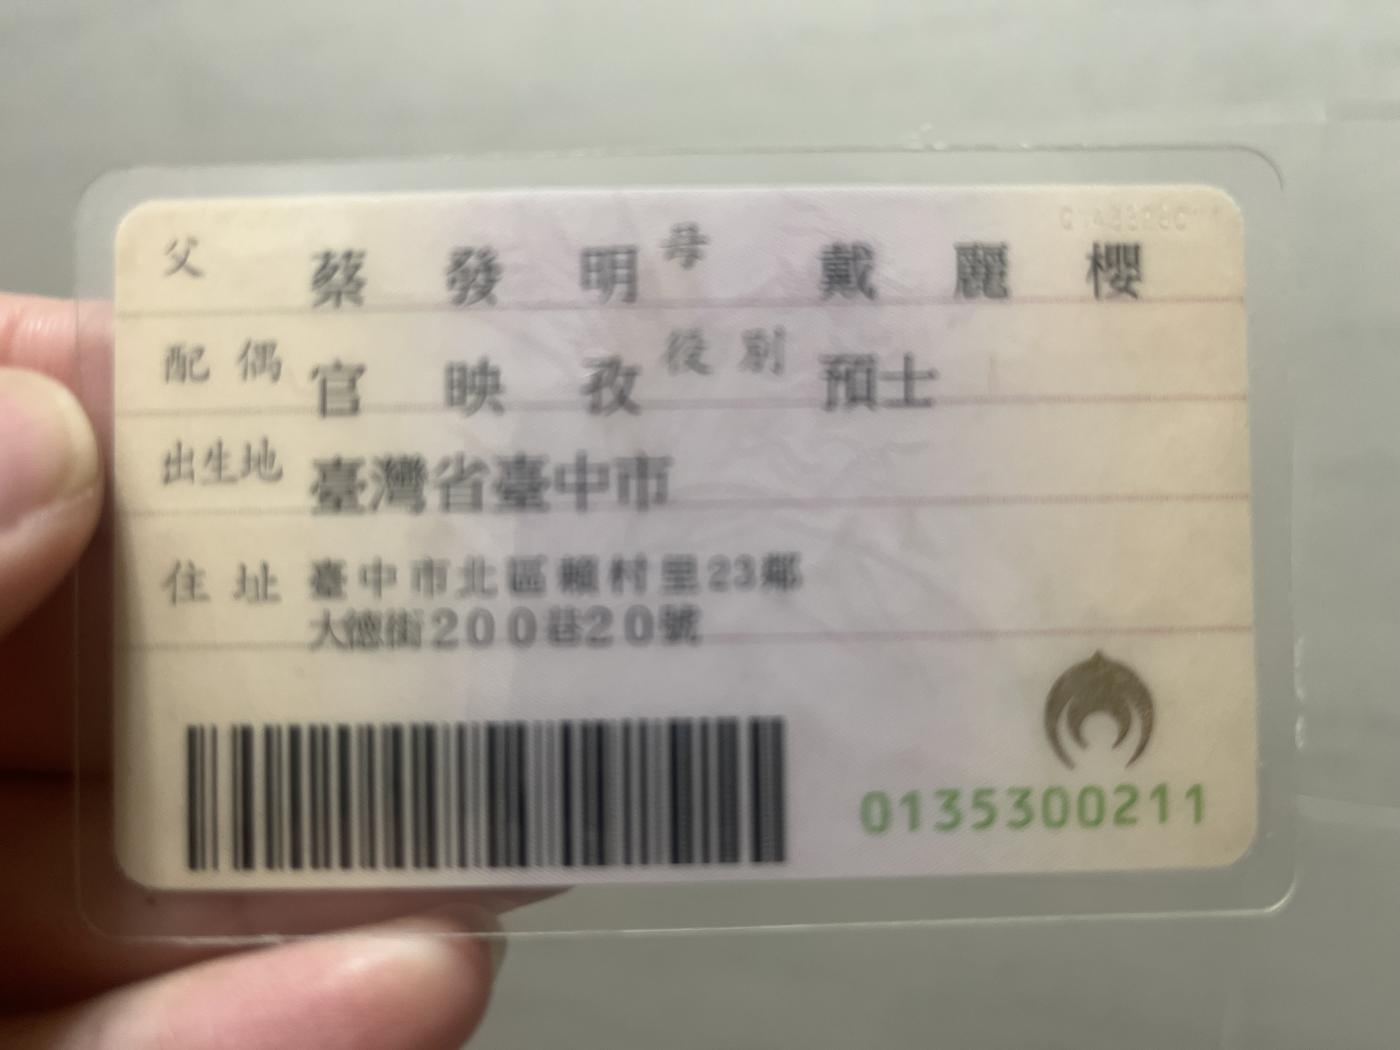 父 蔡發明 母 戴麗櫻
配偶 官映孜 役別 預士
出生地 臺灣省臺中市
住址 臺中市北區賴村里23鄰
大德街200巷20號
0135300211